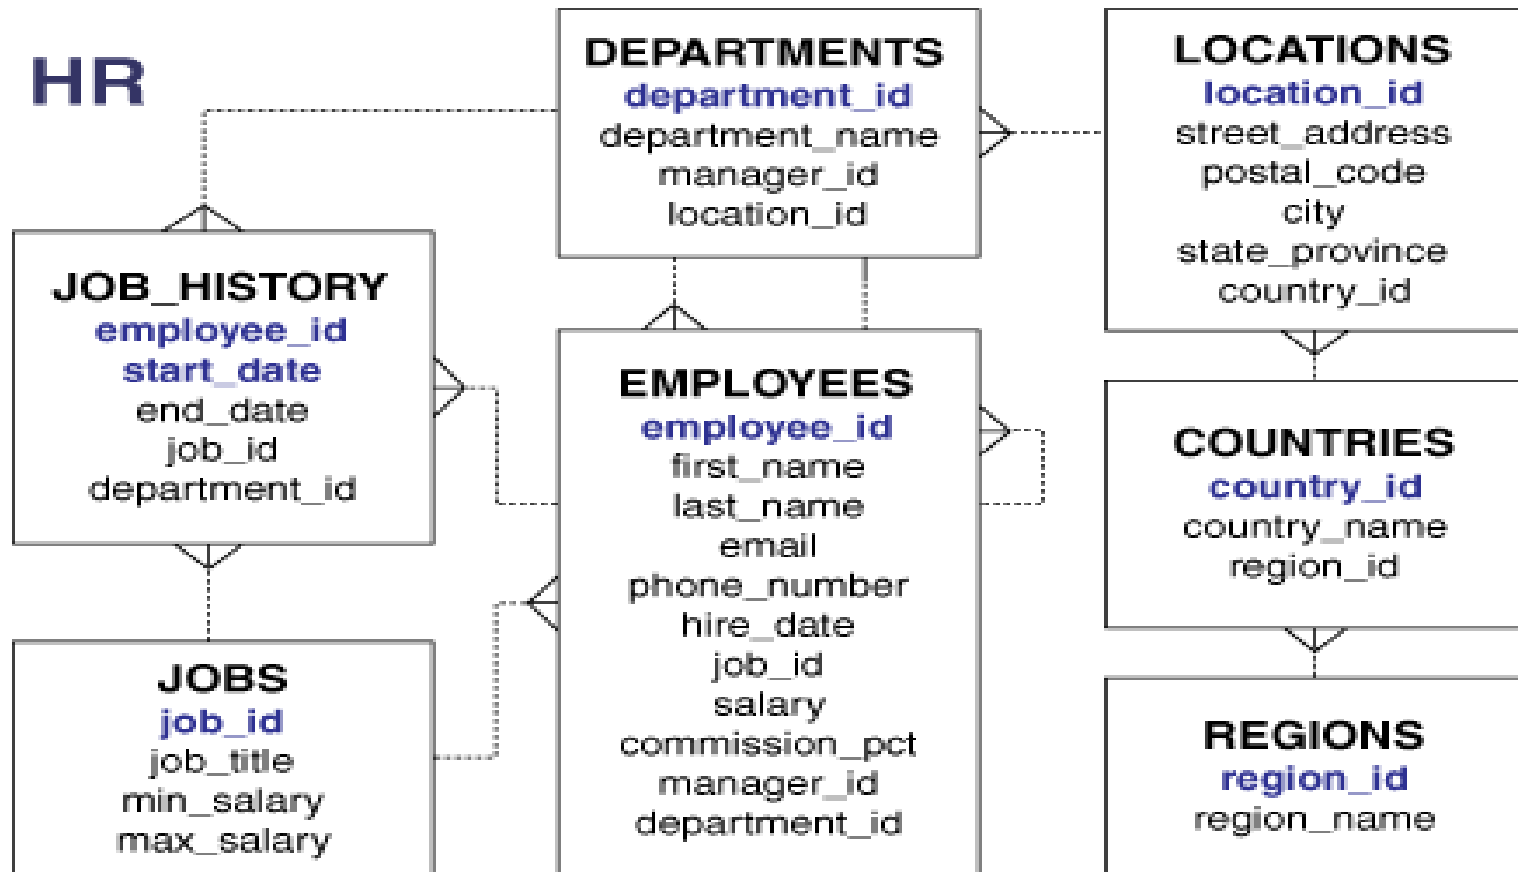 HR
DEPARTMENTS
department_id
department_name
manager_id
location_id
LOCATIONS
location_id
street_address
postal_code
city
state_province
country_id
JOB_HISTORY
employee_id
start_date
end_date
job_id
department_id
EMPLOYEES
employee_id
first_name
last_name
email
phone_number
hire_date
job_id
salary
commission_pct
manager_id
department_id
COUNTRIES
country_id
country_name
region_id
JOBS
job_id
job_title
min_salary
max_salary
REGIONS
region_id
region_name